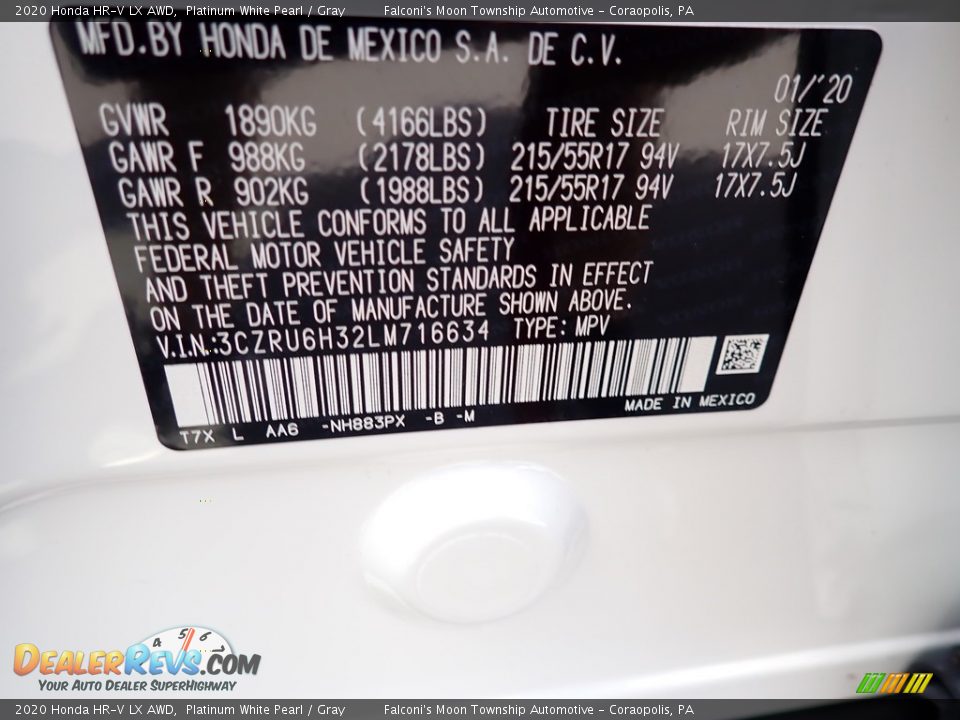 2020 Honda HR-V LX AWD, Platinum White Pearl / Gray Falconi's Moon Township Automotive - Coraopolis, PA
MFD.BY HONDA DE MEXICO S.A. DE C.V.
01/'20
GVWR 1890KG (4166LBS) TIRE SIZE RIM SIZE
GAWR F 988KG (2178LBS) 215/55R17 94V 17X7.5J
GAWR R 902KG (1988LBS) 215/55R17 94V 17X7.5J
THIS VEHICLE CONFORMS TO ALL APPLICABLE
FEDERAL MOTOR VEHICLE SAFETY
AND THEFT PREVENTION STANDARDS IN EFFECT
ON THE DATE OF MANUFACTURE SHOWN ABOVE.
V.I.N.:3CZRU6H32LM716634 TYPE: MPV
T7X L AA6 -NH883PX -B -M MADE IN MEXICO
4 5 6
DEALERREVS.COM
YOUR AUTO DEALER SUPERHIGHWAY
2020 Honda HR-V LX AWD, Platinum White Pearl / Gray Falconi's Moon Township Automotive - Coraopolis, PA